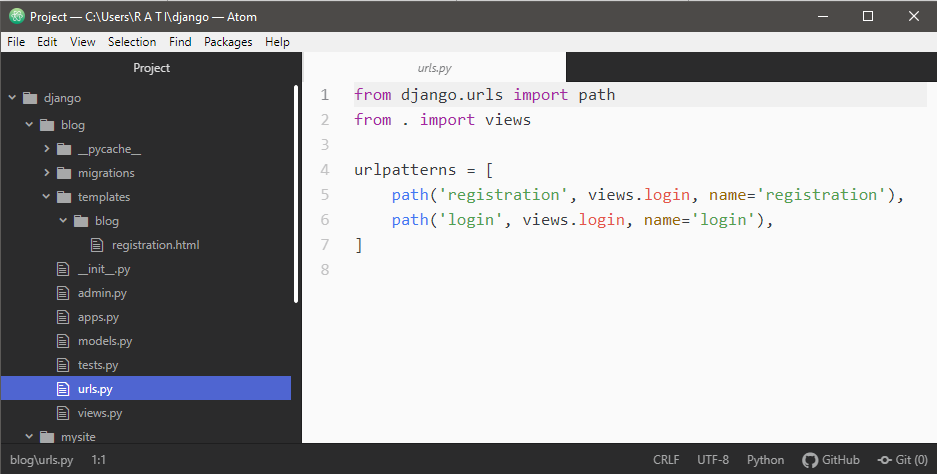 Project — C:\Users\R A T I\django — Atom
File Edit View Selection Find Packages Help
Project
django
blog
__pycache__
migrations
templates
blog
registration.html
__init__.py
admin.py
apps.py
models.py
tests.py
urls.py
views.py
mysite
urls.py
1 from django.urls import path
2 from . import views
3
4 urlpatterns = [
5     path('registration', views.login, name='registration'),
6     path('login', views.login, name='login'),
7 ]
8
blog\urls.py 1:1 CRLF UTF-8 Python GitHub Git (0)